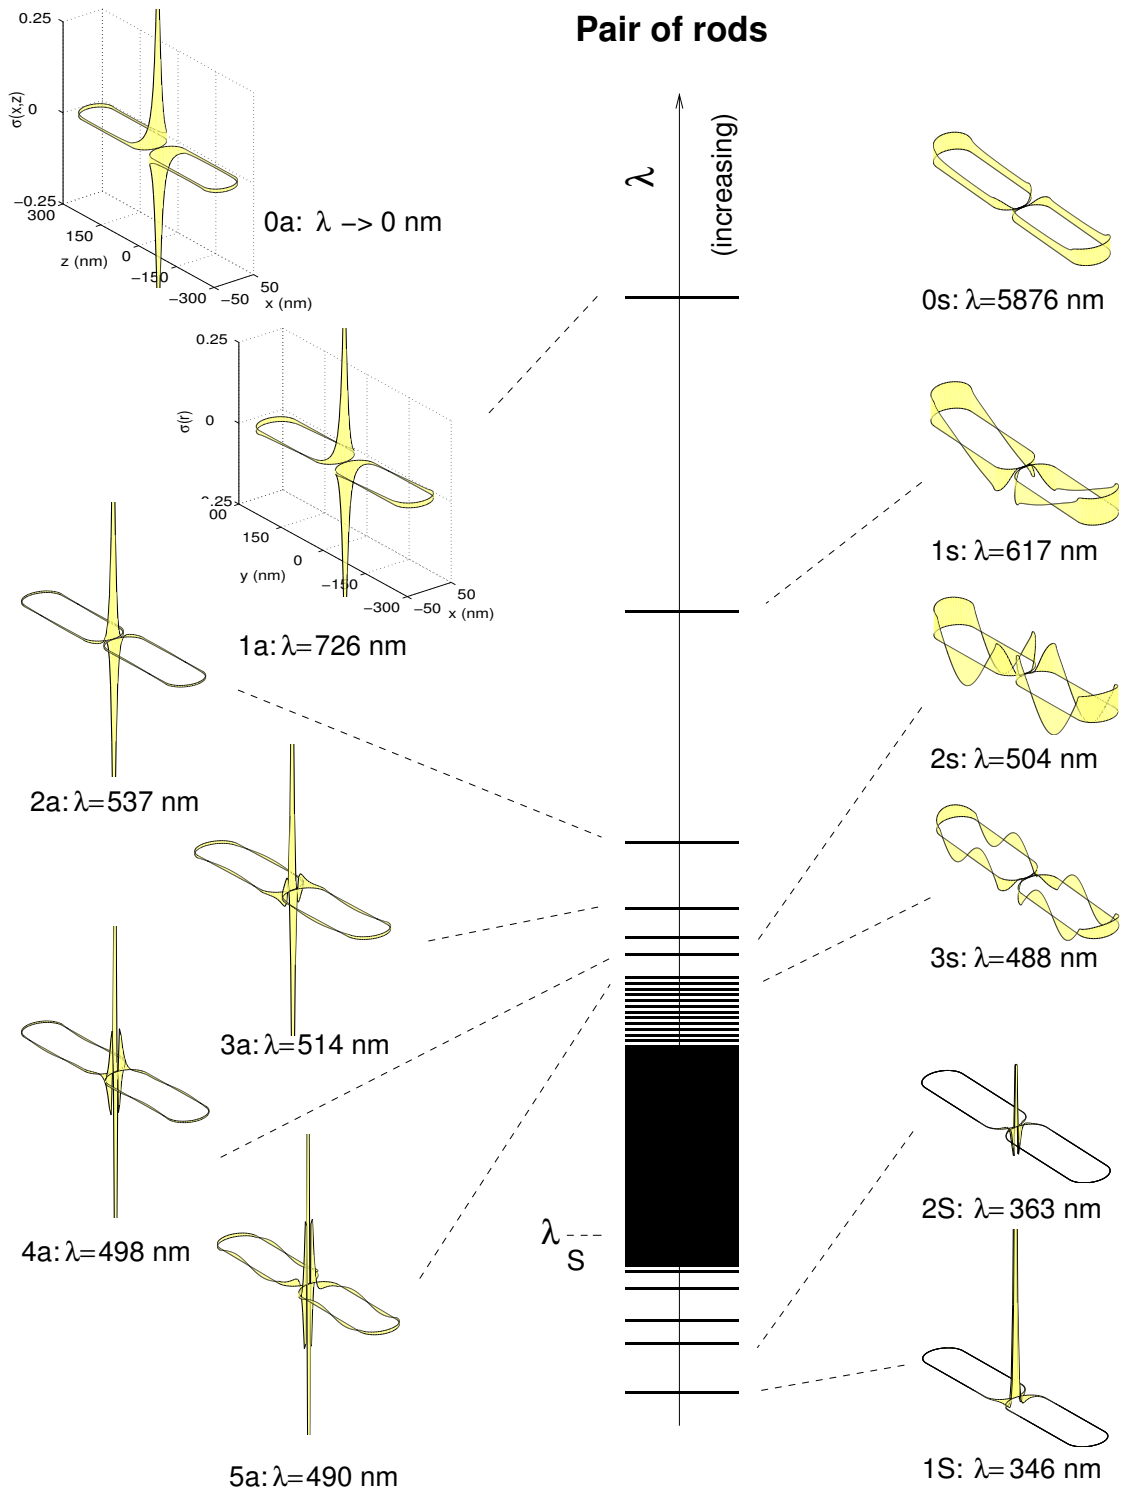 Pair of rods
0.25
0
−0.25
σ(x,z)
300
150
0
−150
−300
z (nm)
−50
50
x (nm)
0a: λ −> 0 nm
λ
(increasing)
0s: λ=5876 nm
0.25
0
.25
σ(r)
00
150
0
−150
−300
y (nm)
−50
50
x (nm)
1a: λ=726 nm
1s: λ=617 nm
2a: λ=537 nm
2s: λ=504 nm
3a: λ=514 nm
3s: λ=488 nm
4a: λ=498 nm
λ S
2S: λ=363 nm
5a: λ=490 nm
1S: λ=346 nm